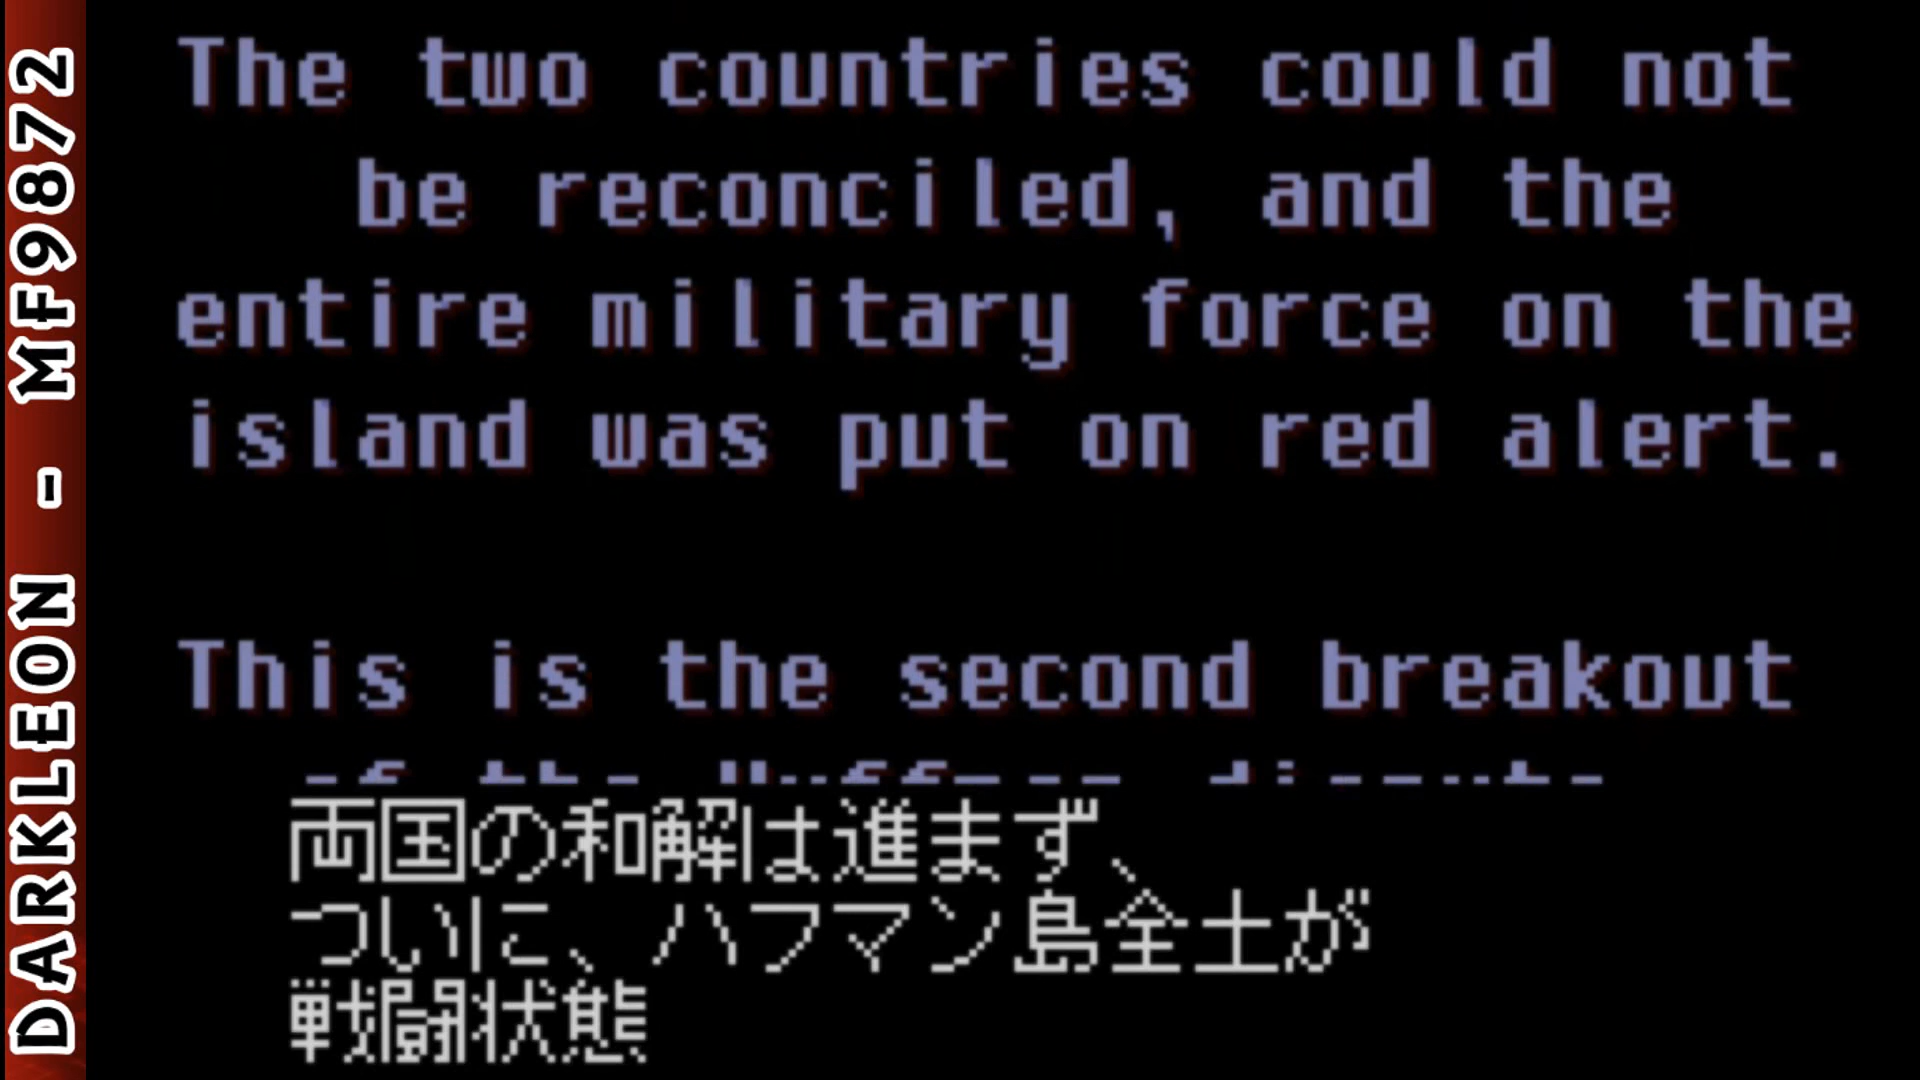 DARKLEON - MF9872
The two countries could not
be reconciled, and the
entire military force on the
island was put on red alert.
This is the second breakout
of the
両国の和解は進まず、
ついに、ハフマン島全土が
戦闘状態